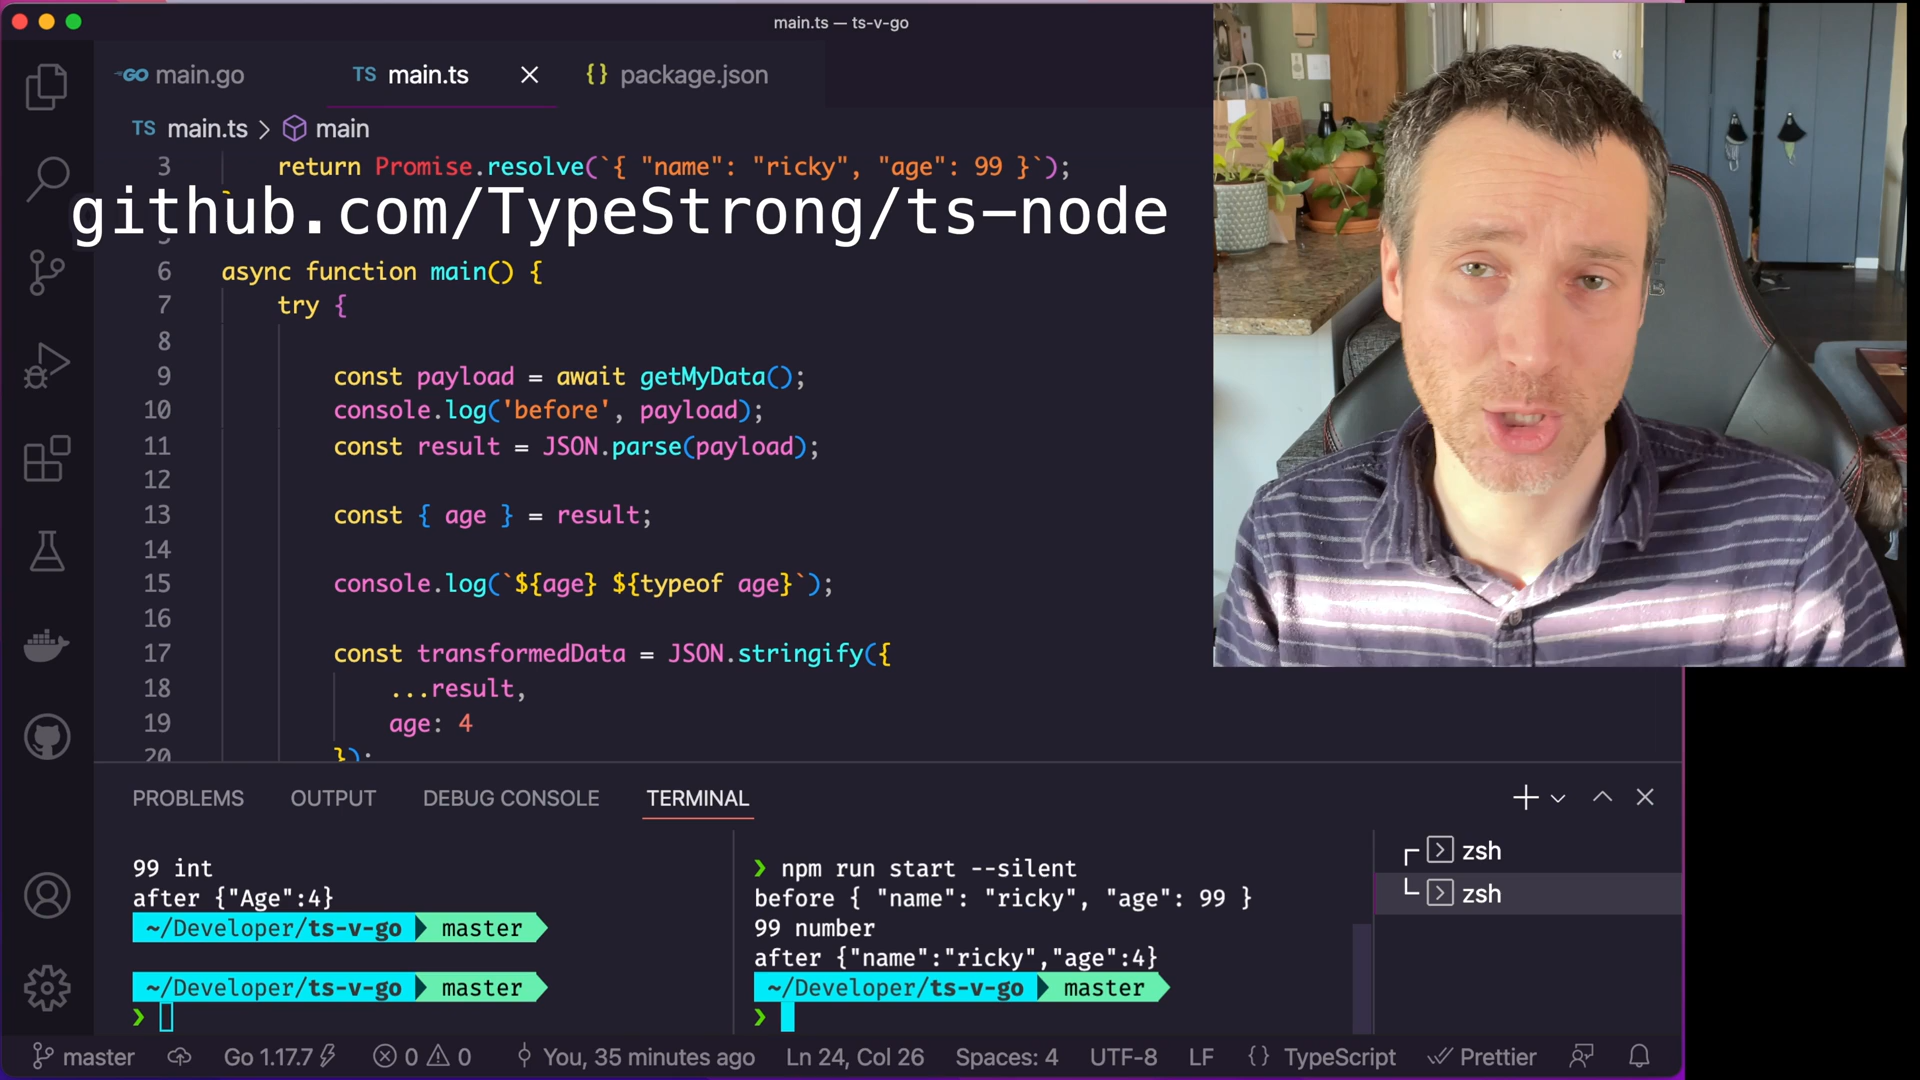 main.ts — ts-v-go
GO main.go
TS main.ts
{} package.json
TS main.ts > main
3 return Promise.resolve(`{ "name": "ricky", "age": 99 }`);
github.com/TypeStrong/ts-node
6 async function main() {
7 try {
8
9 const payload = await getMyData();
10 console.log('before', payload);
11 const result = JSON.parse(payload);
12
13 const { age } = result;
14
15 console.log(`${age} ${typeof age}`);
16
17 const transformedData = JSON.stringify({
18 ...result,
19 age: 4
20 });
PROBLEMS OUTPUT DEBUG CONSOLE TERMINAL
99 int
after {"Age":4}
~/Developer/ts-v-go master
~/Developer/ts-v-go master
❯
❯ npm run start --silent
before { "name": "ricky", "age": 99 }
99 number
after {"name":"ricky","age":4}
~/Developer/ts-v-go master
❯
zsh
zsh
master Go 1.17.7 0 0 You, 35 minutes ago Ln 24, Col 26 Spaces: 4 UTF-8 LF {} TypeScript Prettier